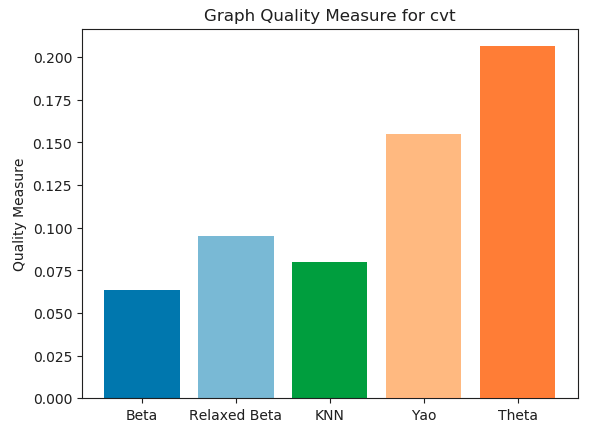 Graph Quality Measure for cvt
Quality Measure
0.200
0.175
0.150
0.125
0.100
0.075
0.050
0.025
0.000
Beta
Relaxed Beta
KNN
Yao
Theta